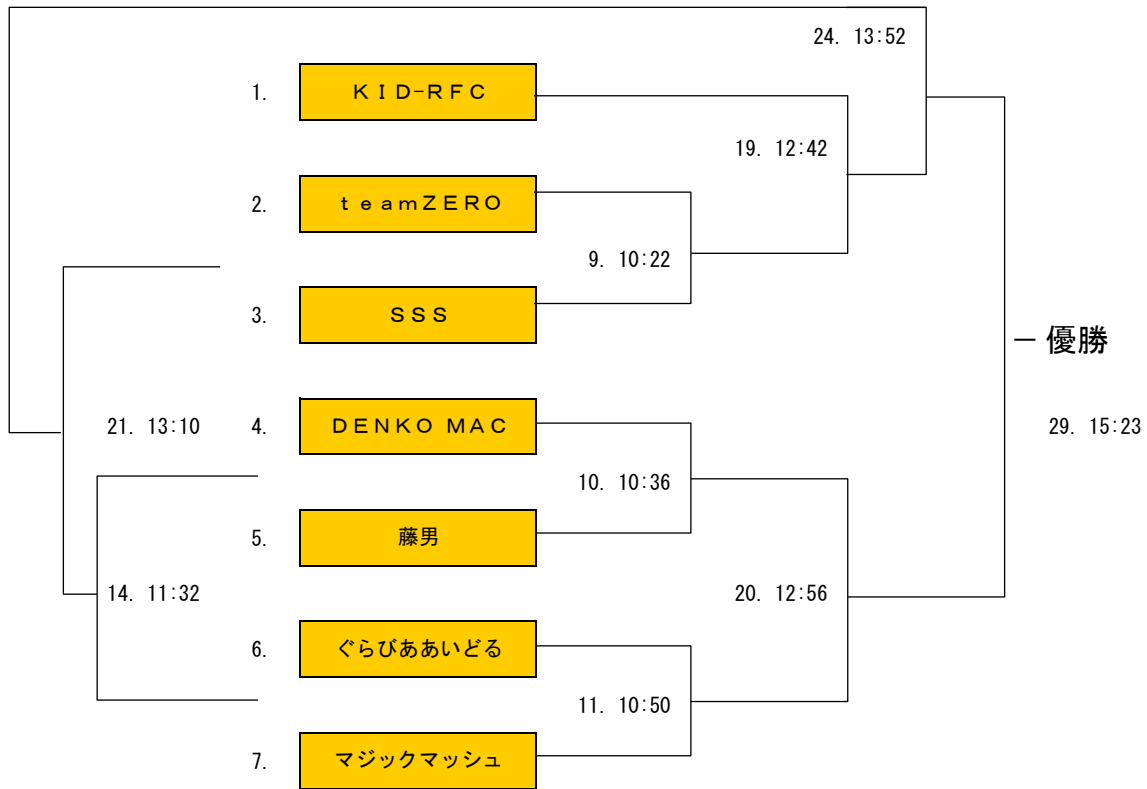 24. 13:52
1. ＫＩＤ-ＲＦＣ
19. 12:42
2. ｔｅａｍＺＥＲＯ
9. 10:22
3. ＳＳＳ
－ 優勝
21. 13:10 4. ＤＥＮＫＯ ＭＡＣ 29. 15:23
10. 10:36
5. 藤男
14. 11:32 20. 12:56
6. ぐらびああいどる
11. 10:50
7. マジックマッシュ